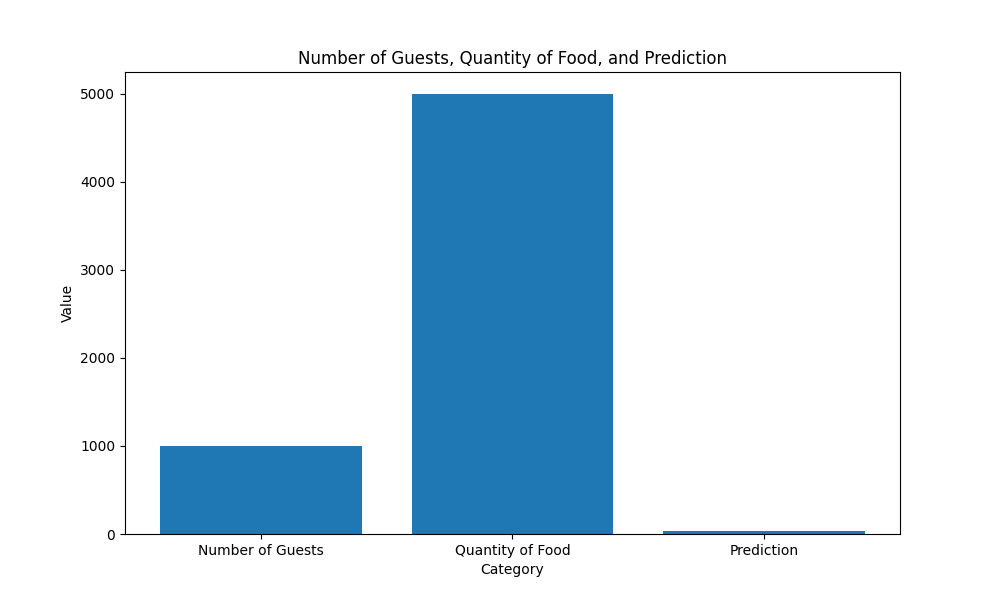 Number of Guests, Quantity of Food, and Prediction
5000
4000
3000
2000
1000
0
Value
Number of Guests
Quantity of Food
Prediction
Category